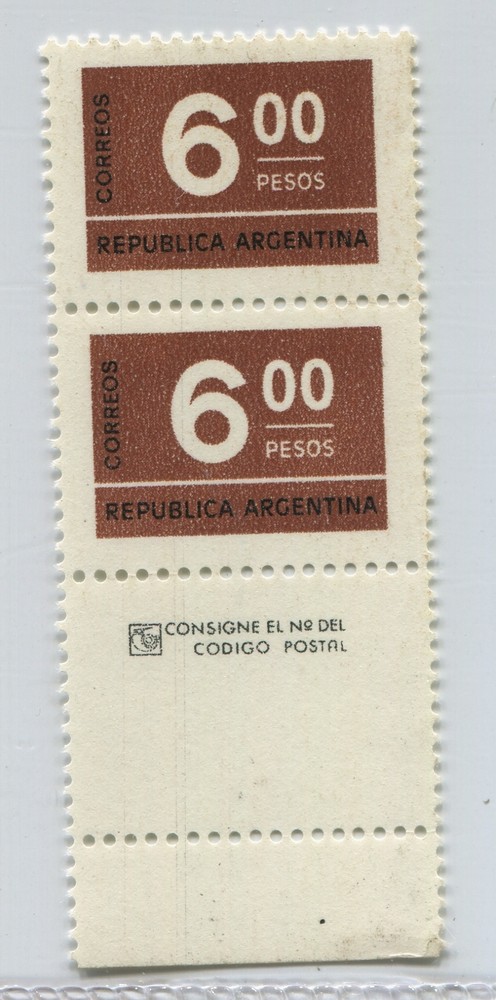 CORREOS
6 00
PESOS
REPUBLICA ARGENTINA
CORREOS
6 00
PESOS
REPUBLICA ARGENTINA
CONSIGNE EL Nº DEL
CODIGO POSTAL